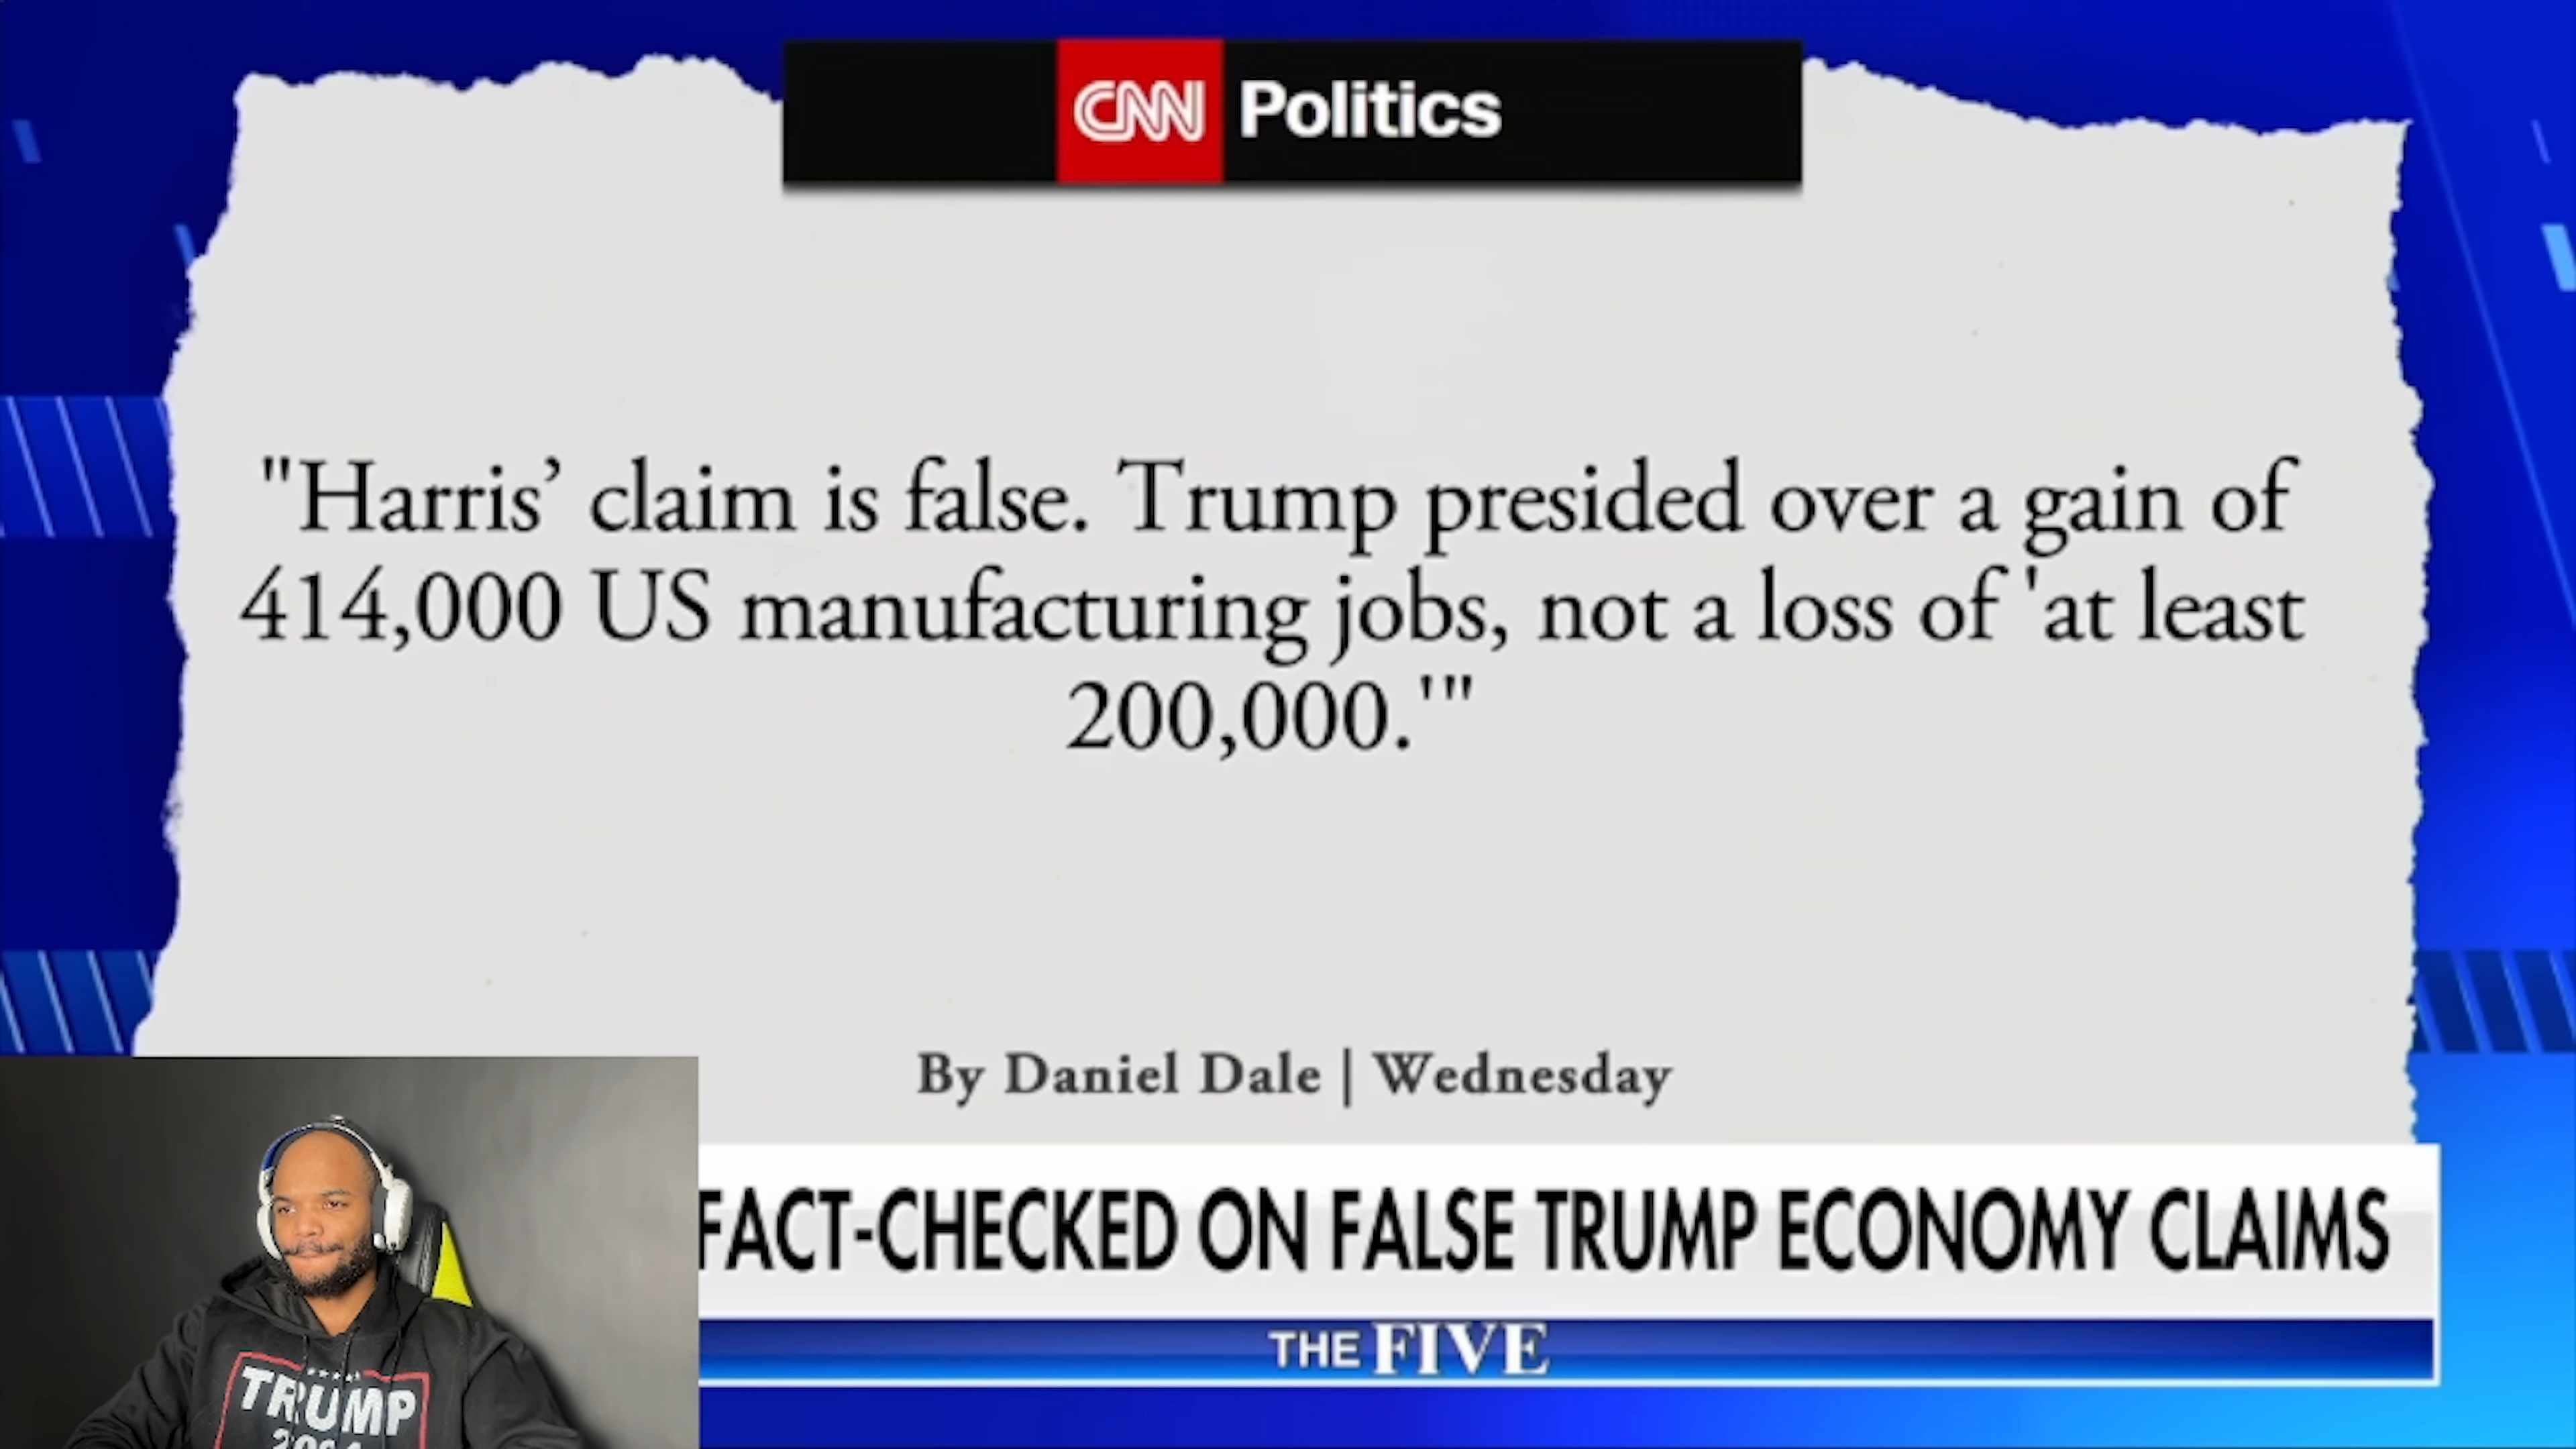 CNN Politics
"Harris’ claim is false. Trump presided over a gain of
414,000 US manufacturing jobs, not a loss of 'at least
200,000.'"
By Daniel Dale | Wednesday
FACT-CHECKED ON FALSE TRUMP ECONOMY CLAIMS
THE FIVE
TRUMP